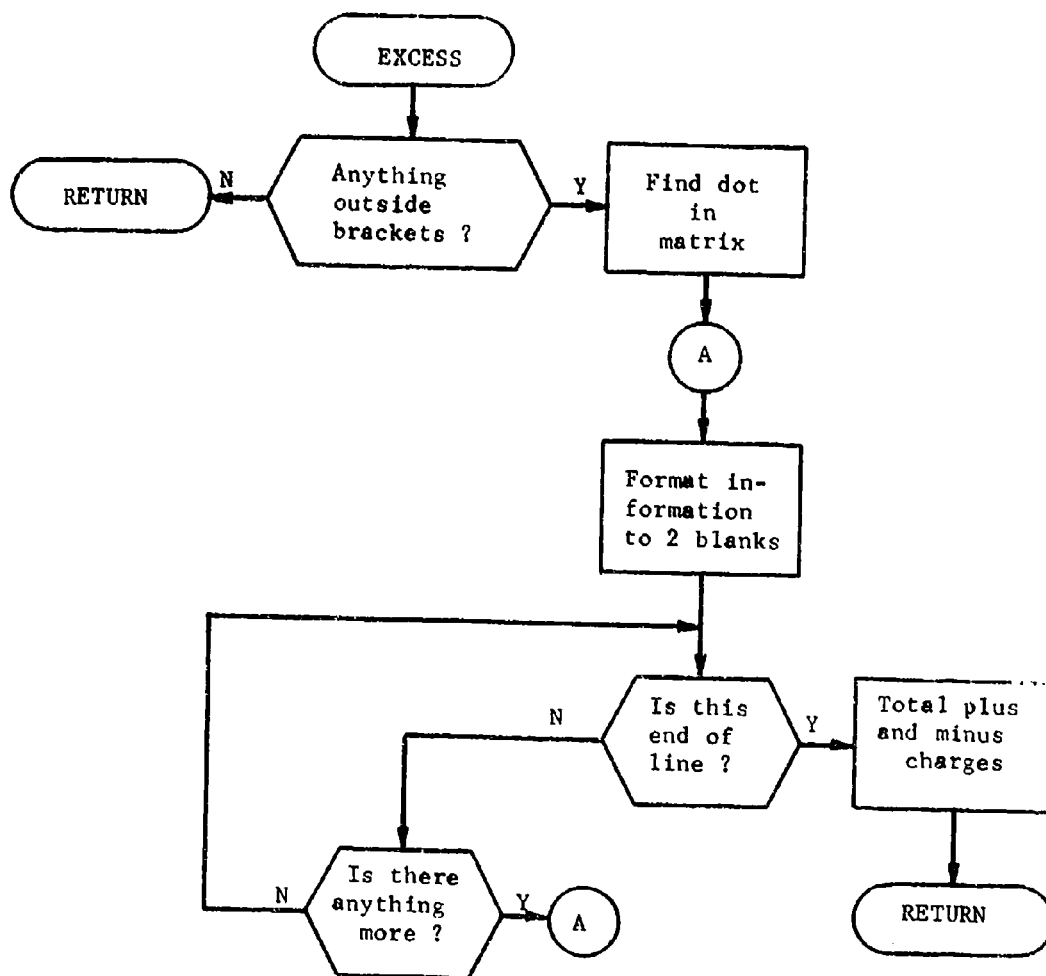 EXCESS
Anything
outside
brackets ?
N
RETURN
Y
Find dot
in
matrix
A
Format in-
formation
to 2 blanks
Is this
end of
line ?
N
Y
Total plus
and minus
charges
RETURN
Is there
anything
more ?
N
Y
A